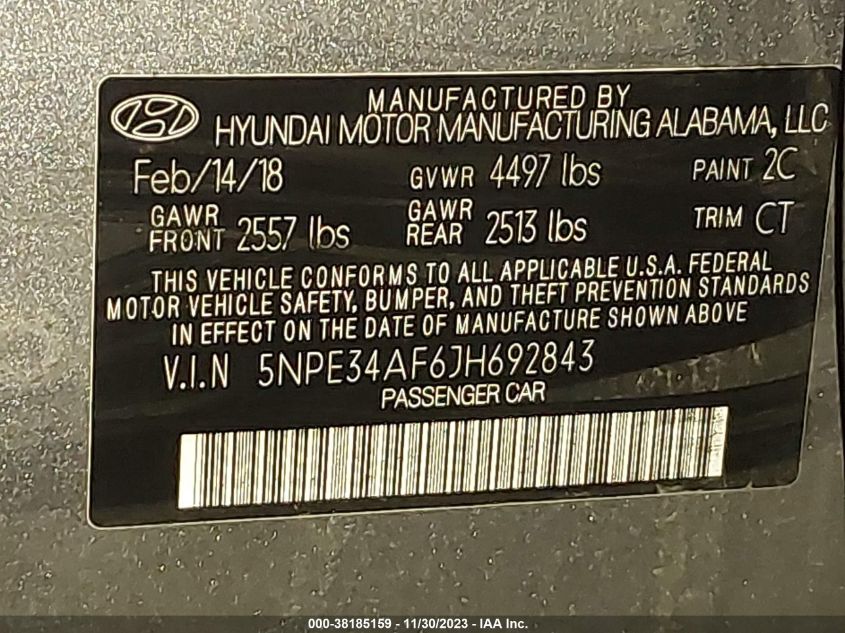 MANUFACTURED BY
HYUNDAI MOTOR MANUFACTURING ALABAMA, LLC
Feb/14/18 GVWR 4497 lbs PAINT 2C
GAWR FRONT 2557 lbs GAWR REAR 2513 lbs TRIM CT
THIS VEHICLE CONFORMS TO ALL APPLICABLE U.S.A. FEDERAL
MOTOR VEHICLE SAFETY, BUMPER, AND THEFT PREVENTION STANDARDS
IN EFFECT ON THE DATE OF MANUFACTURE SHOWN ABOVE
V.I.N 5NPE34AF6JH692843
PASSENGER CAR
000-38185159 - 11/30/2023 - IAA Inc.